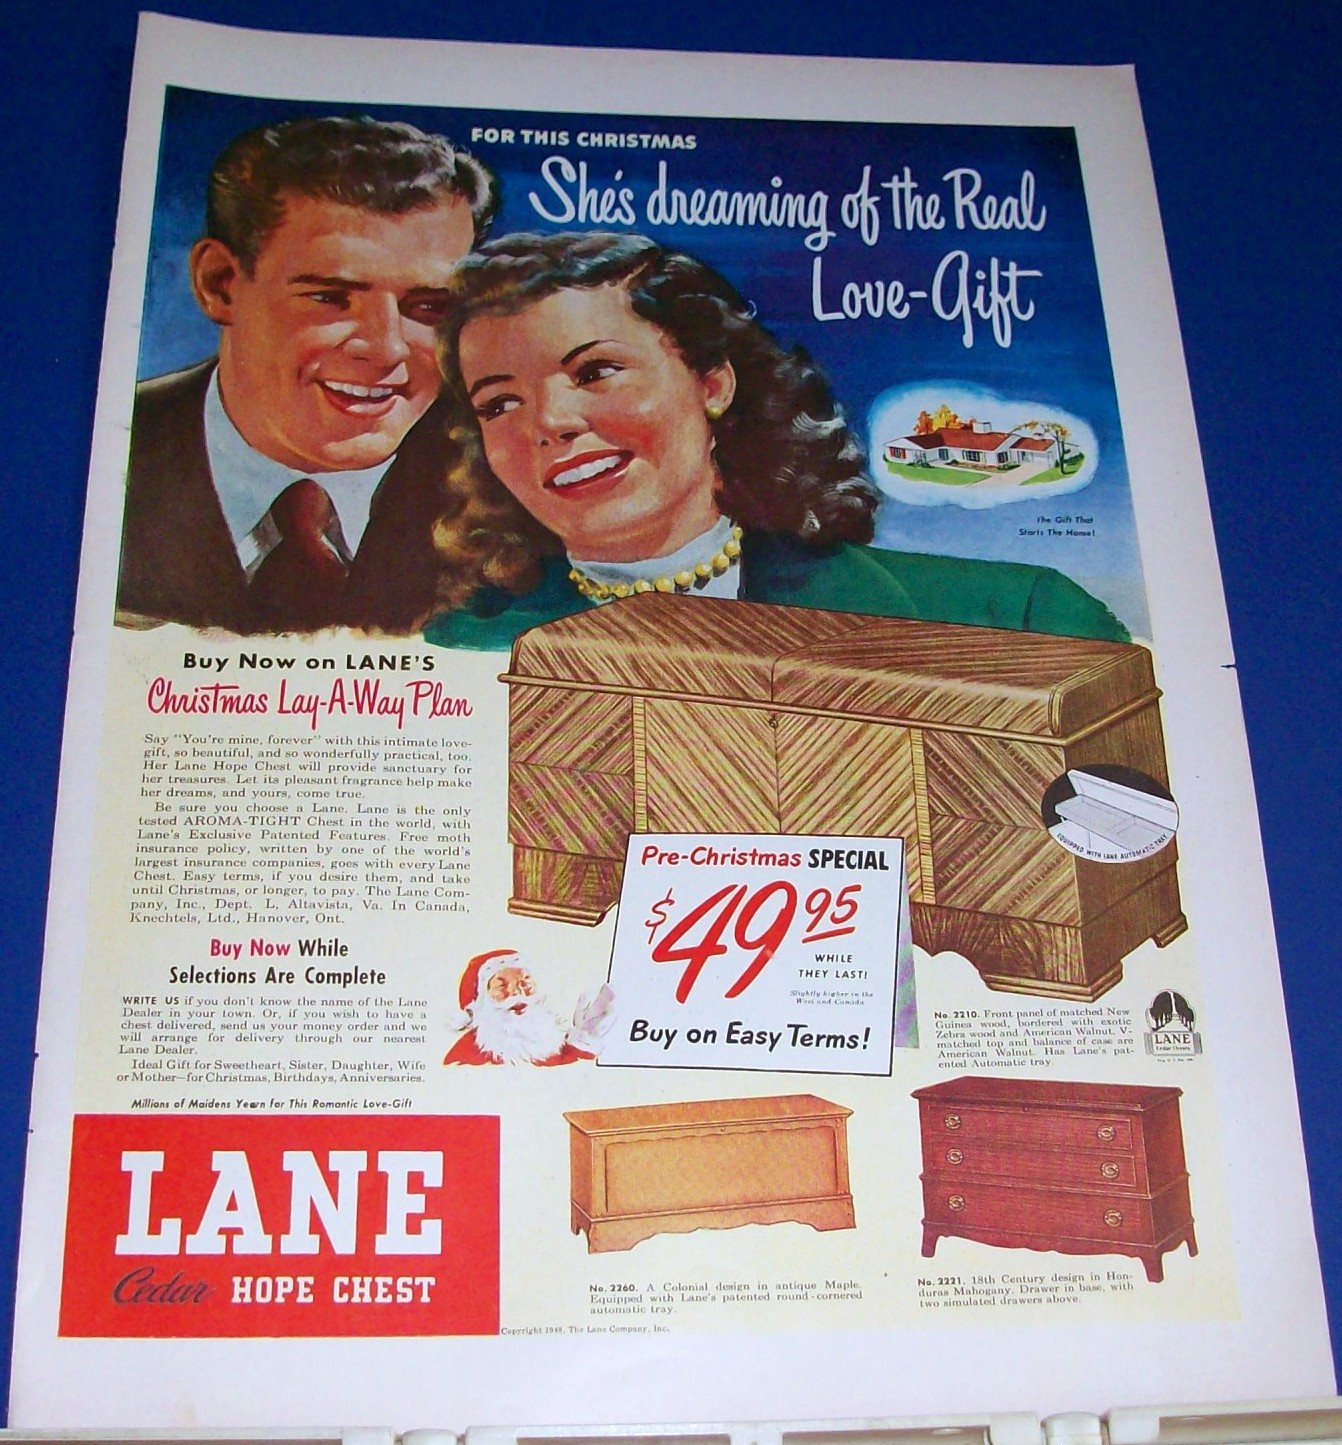 FOR THIS CHRISTMAS
She's dreaming of the Real
Love-Gift
The Gift That
Starts The Home!
Buy Now on LANE'S
Christmas Lay-A-Way Plan
Say "You're mine, forever" with this intimate love-
gift, so beautiful, and so wonderfully practical, too.
Her Lane Hope Chest will provide sanctuary for
her treasures. Let its pleasant fragrance help make
her dreams, and yours, come true.
Be sure you choose a Lane. Lane is the only
tested AROMA-TIGHT Chest in the world, with
Lane's Exclusive Patented Features. Free moth
insurance policy, written by one of the world's
largest insurance companies, goes with every Lane
Chest. Easy terms, if you desire them, and take
until Christmas, or longer, to pay. The Lane Com-
pany, Inc., Dept. L, Altavista, Va. In Canada,
Knechtels, Ltd., Hanover, Ont.
Buy Now While
Selections Are Complete
WRITE US if you don't know the name of the Lane
Dealer in your town. Or, if you wish to have a
chest delivered, send us your money order and we
will arrange for delivery through our nearest
Lane Dealer.
Ideal Gift for Sweetheart, Sister, Daughter, Wife
or Mother—for Christmas, Birthdays, Anniversaries.
Millions of Maidens Yearn for This Romantic Love-Gift
LANE
Cedar HOPE CHEST
EQUIPPED WITH LANE AUTOMATIC TRAY
Pre-Christmas SPECIAL
$49.95
WHILE
THEY LAST!
Slightly higher in the
West and Canada
Buy on Easy Terms!
No. 2210. Front panel of matched New
Guinea wood, bordered with exotic
Zebra wood and American Walnut. V-
matched top and balance of case are
American Walnut. Has Lane's pat-
ented Automatic tray.
LANE
Cedar Chests
No. 2260. A Colonial design in antique Maple.
Equipped with Lane's patented round-cornered
automatic tray.
No. 2221. 18th Century design in Hon-
duras Mahogany. Drawer in base, with
two simulated drawers above.
Copyright 1948, The Lane Company, Inc.